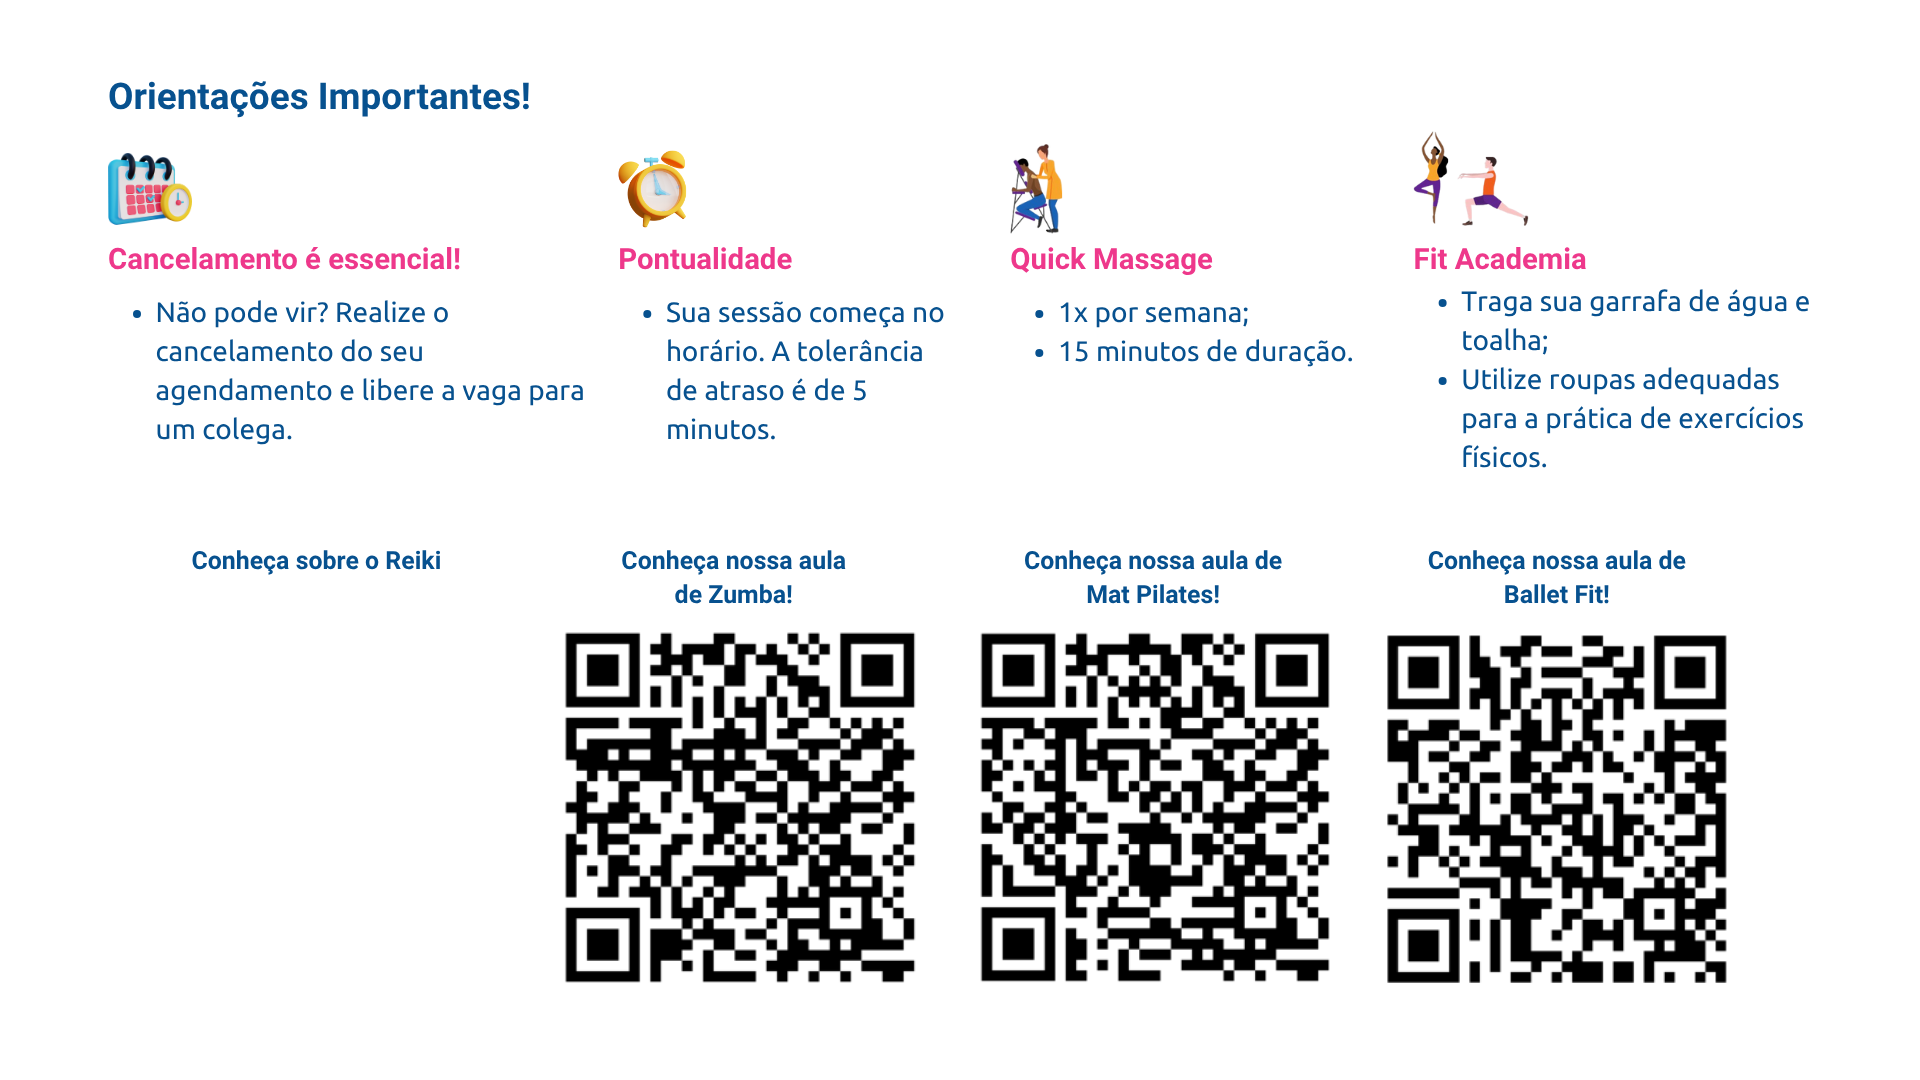 Orientações Importantes!
Cancelamento é essencial!
• Não pode vir? Realize o
cancelamento do seu
agendamento e libere a vaga para
um colega.
Pontualidade
• Sua sessão começa no
horário. A tolerância
de atraso é de 5
minutos.
Quick Massage
• 1x por semana;
• 15 minutos de duração.
Fit Academia
• Traga sua garrafa de água e
toalha;
• Utilize roupas adequadas
para a prática de exercícios
físicos.
Conheça sobre o Reiki
Conheça nossa aula
de Zumba!
Conheça nossa aula de
Mat Pilates!
Conheça nossa aula de
Ballet Fit!